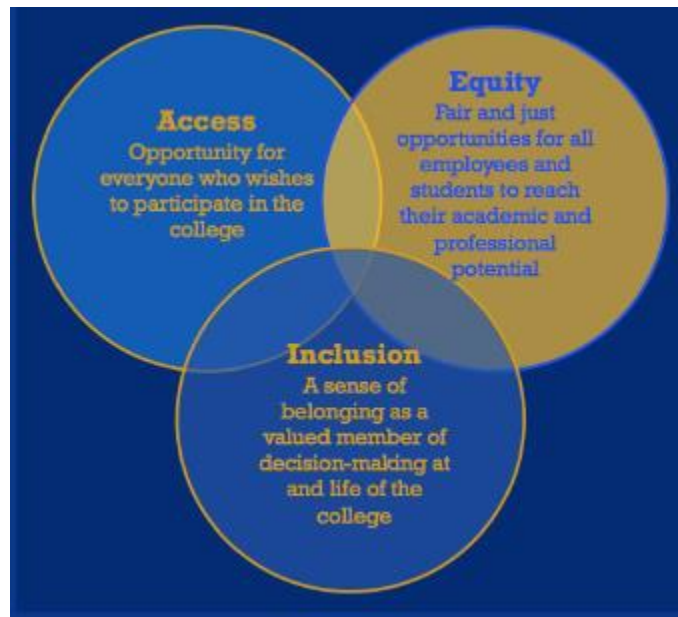 Access
Opportunity for
everyone who wishes
to participate in the
college
Equity
Fair and just
opportunities for all
employees and
students to reach
their academic and
professional
potential
Inclusion
A sense of
belonging as a
valued member of
decision-making at
and life of the
college